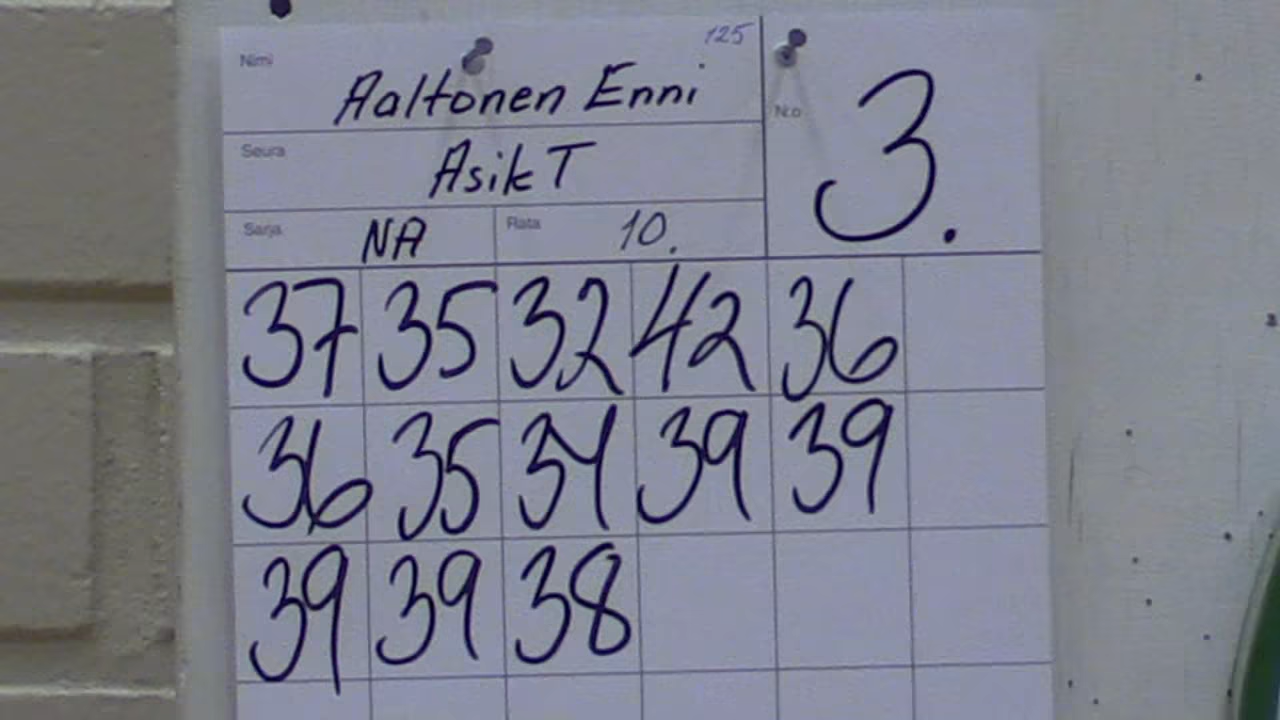 125
Nimi
Aaltonen Enni
N:o
3.
Seura
AsikT
Sarja NA Rata 10.
37 35 32 42 36
36 35 34 39 39
39 39 38